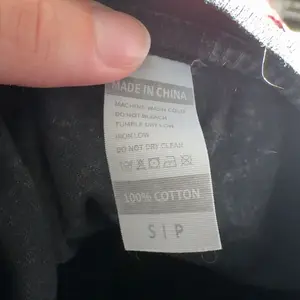 MADE IN CHINA
MACHINE WASH COLD
DO NOT BLEACH
TUMBLE DRY LOW
IRON LOW
DO NOT DRY CLEAN
100% COTTON
S | P